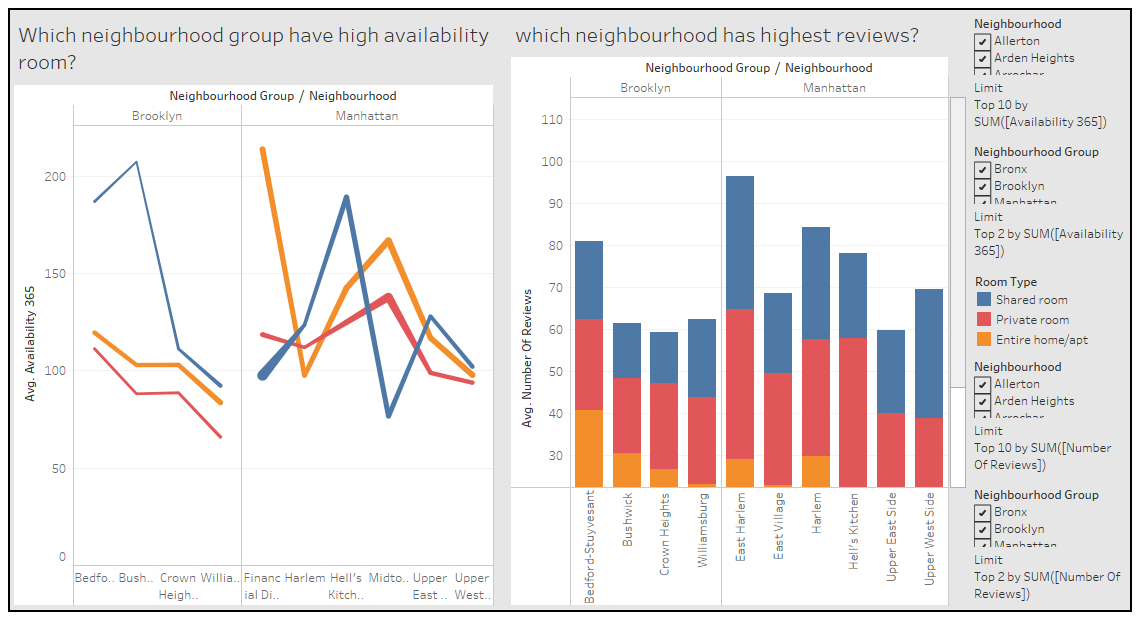 Which neighbourhood group have high availability
room?
Neighbourhood Group / Neighbourhood
Brooklyn
Manhattan
Avg. Availability 365
200
150
100
50
0
Bedfo.. Bush.. Crown Willia.. Financ Harlem Hell's Midto.. Upper Upper
Heigh.. ial Di.. Kitch.. East .. West..
which neighbourhood has highest reviews?
Neighbourhood Group / Neighbourhood
Brooklyn
Manhattan
Avg. Number Of Reviews
110
100
90
80
70
60
50
40
30
Bedford-Stuyvesant
Bushwick
Crown Heights
Williamsburg
East Harlem
East Village
Harlem
Hell's Kitchen
Upper East Side
Upper West Side
Neighbourhood
Allerton
Arden Heights
Arrochar
Limit
Top 10 by
SUM([Availability 365])
Neighbourhood Group
Bronx
Brooklyn
Manhattan
Limit
Top 2 by SUM([Availability
365])
Room Type
Shared room
Private room
Entire home/apt
Neighbourhood
Allerton
Arden Heights
Arrochar
Limit
Top 10 by SUM([Number
Of Reviews])
Neighbourhood Group
Bronx
Brooklyn
Manhattan
Limit
Top 2 by SUM([Number Of
Reviews])